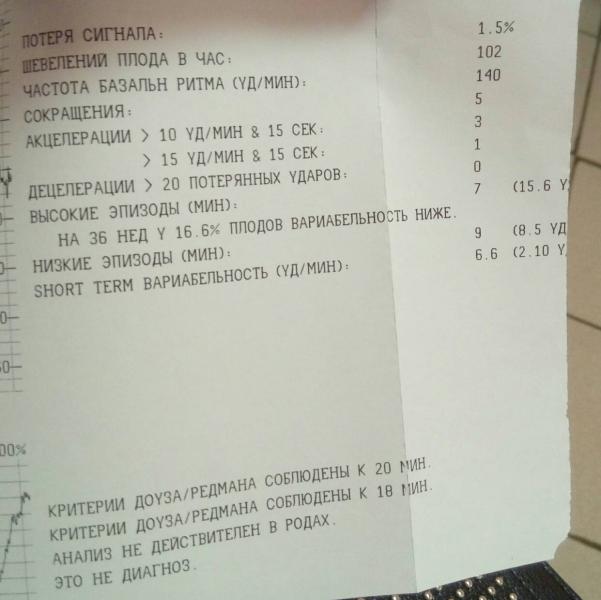 ПОТЕРЯ СИГНАЛА: 1.5%
ШЕВЕЛЕНИЙ ПЛОДА В ЧАС: 102
ЧАСТОТА БАЗАЛЬН РИТМА (УД/МИН): 140
СОКРАЩЕНИЯ: 5
АКЦЕЛЕРАЦИИ > 10 УД/МИН & 15 СЕК: 3
> 15 УД/МИН & 15 СЕК: 1
ДЕЦЕЛЕРАЦИИ > 20 ПОТЕРЯННЫХ УДАРОВ: 0
ВЫСОКИЕ ЭПИЗОДЫ (МИН): 7 (15.6 У
НА 36 НЕД У 16.6% ПЛОДОВ ВАРИАБЕЛЬНОСТЬ НИЖЕ.
НИЗКИЕ ЭПИЗОДЫ (МИН): 9 (8.5 УД
SHORT TERM ВАРИАБЕЛЬНОСТЬ (УД/МИН): 6.6 (2.10 У
0
50
00%
КРИТЕРИИ ДОУЗА/РЕДМАНА СОБЛЮДЕНЫ К 20 МИН.
КРИТЕРИИ ДОУЗА/РЕДМАНА СОБЛЮДЕНЫ К 18 МИН.
АНАЛИЗ НЕ ДЕЙСТВИТЕЛЕН В РОДАХ.
ЭТО НЕ ДИАГНОЗ.